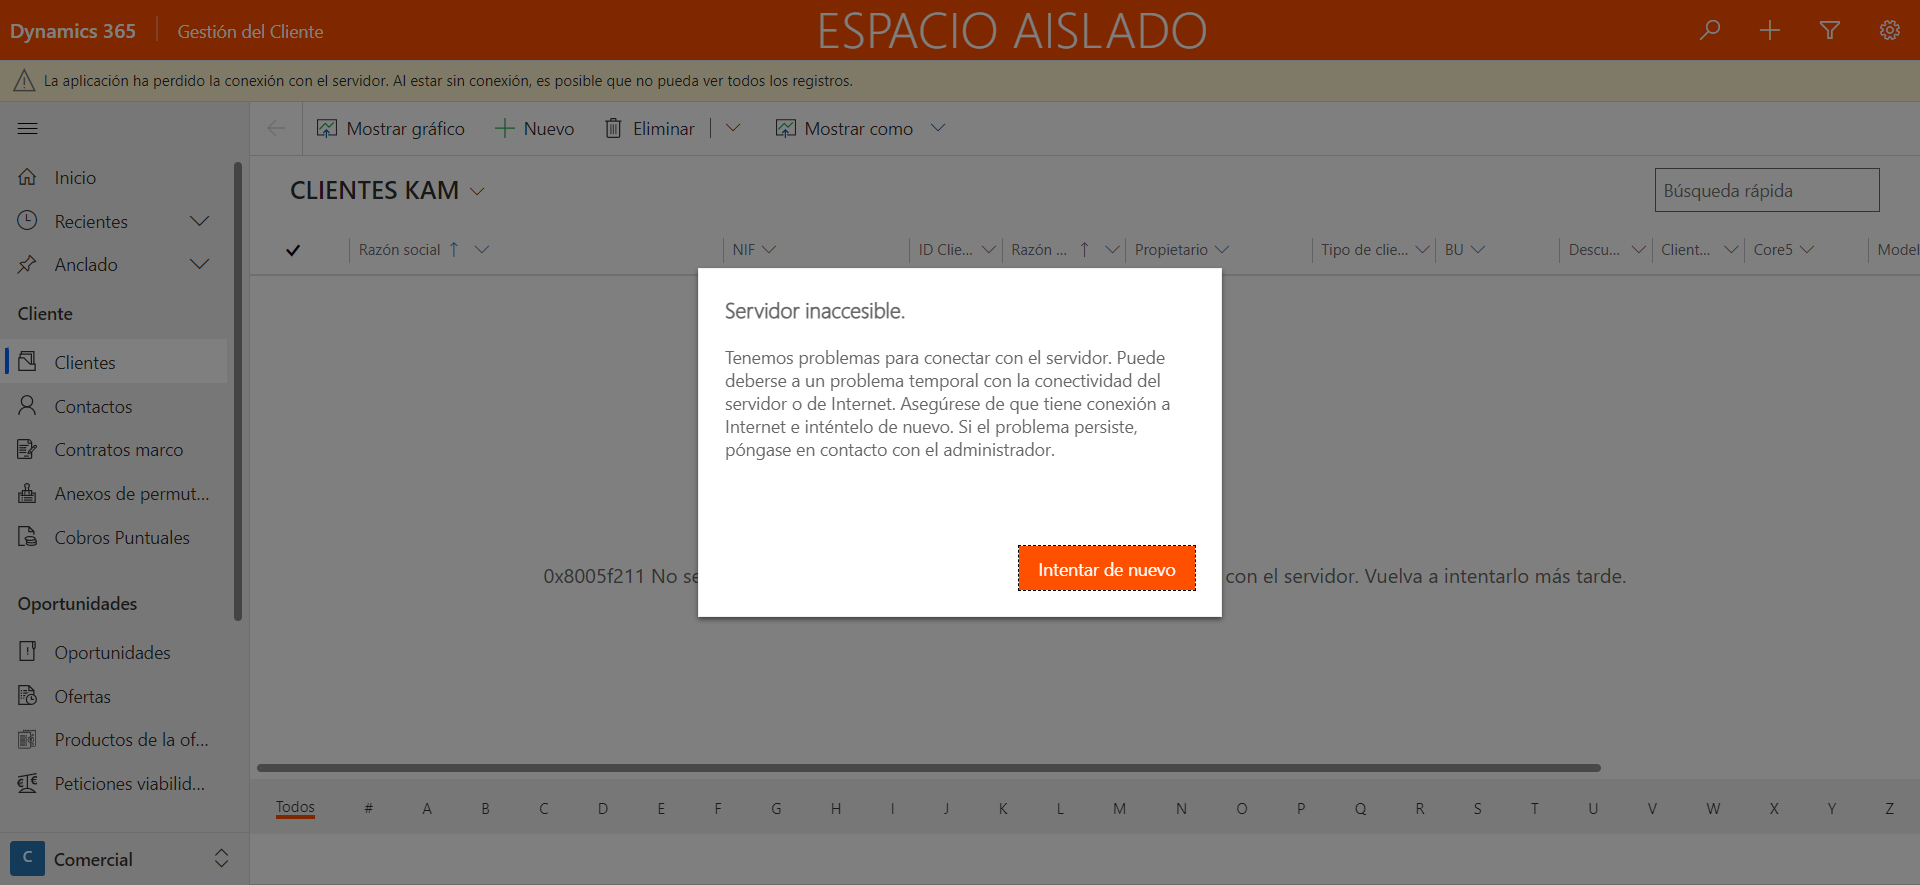 Dynamics 365
Gestión del Cliente
ESPACIO AISLADO
La aplicación ha perdido la conexión con el servidor. Al estar sin conexión, es posible que no pueda ver todos los registros.
Mostrar gráfico
Nuevo
Eliminar
Mostrar como
Inicio
Recientes
Anclado
Cliente
Clientes
Contactos
Contratos marco
Anexos de permut...
Cobros Puntuales
Oportunidades
Oportunidades
Ofertas
Productos de la of...
Peticiones viabilid...
C
Comercial
CLIENTES KAM
Búsqueda rápida
Razón social
NIF
ID Clie...
Razón ...
Propietario
Tipo de clie...
BU
Descu...
Client...
Core5
Model
Servidor inaccesible.
Tenemos problemas para conectar con el servidor. Puede
deberse a un problema temporal con la conectividad del
servidor o de Internet. Asegúrese de que tiene conexión a
Internet e inténtelo de nuevo. Si el problema persiste,
póngase en contacto con el administrador.
Intentar de nuevo
0x8005f211 No se con el servidor. Vuelva a intentarlo más tarde.
Todos # A B C D E F G H I J K L M N O P Q R S T U V W X Y Z